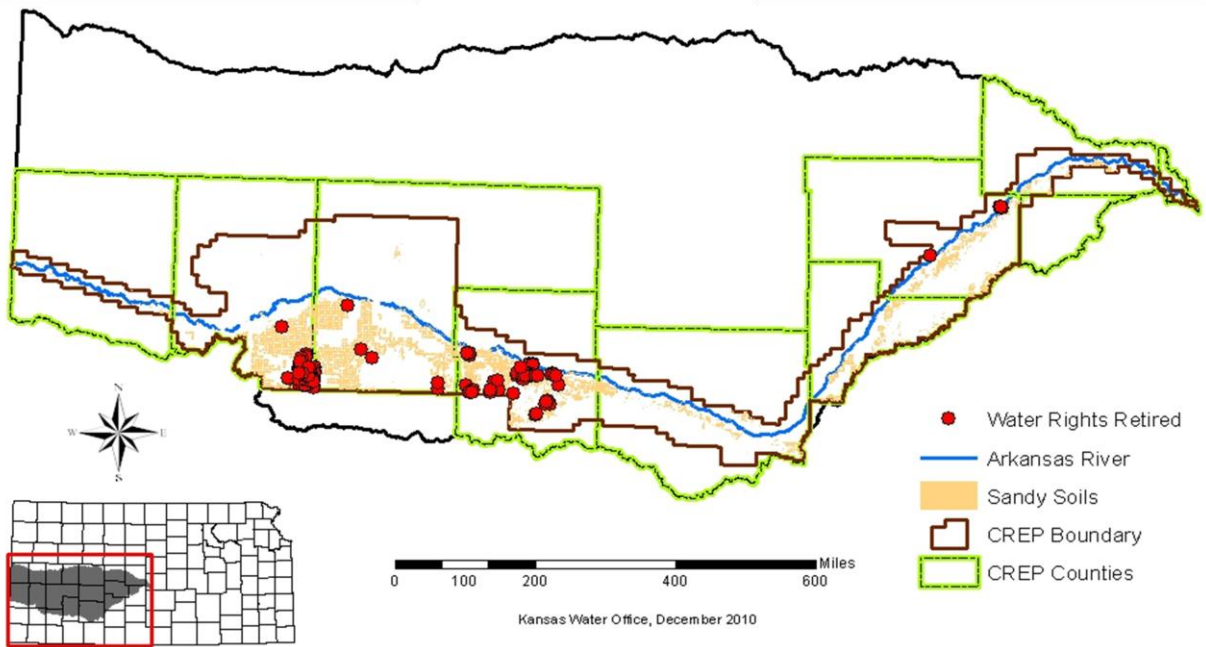 N
W
E
S
Water Rights Retired
Arkansas River
Sandy Soils
CREP Boundary
CREP Counties
Miles
0 100 200 400 600
Kansas Water Office, December 2010